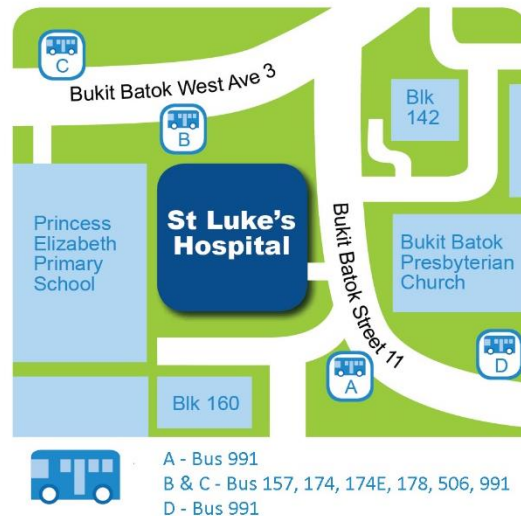 C
Bukit Batok West Ave 3
B
Blk
142
Princess
Elizabeth
Primary
School
St Luke's
Hospital
Bukit Batok Street 11
Bukit Batok
Presbyterian
Church
D
A
Blk 160
A - Bus 991
B & C - Bus 157, 174, 174E, 178, 506, 991
D - Bus 991